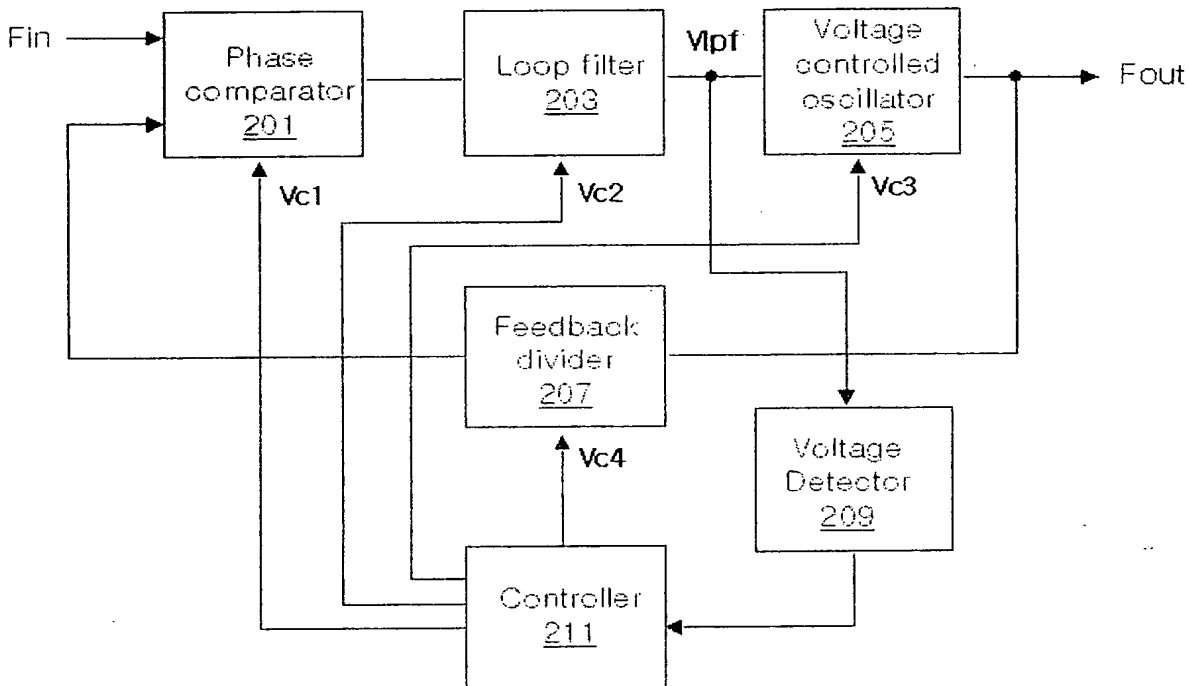 Fin
Phase
comparator
201
Loop filter
203
Vlpf
Voltage
controlled
oscillator
205
Fout
Vc1
Vc2
Vc3
Feedback
divider
207
Vc4
Voltage
Detector
209
Controller
211